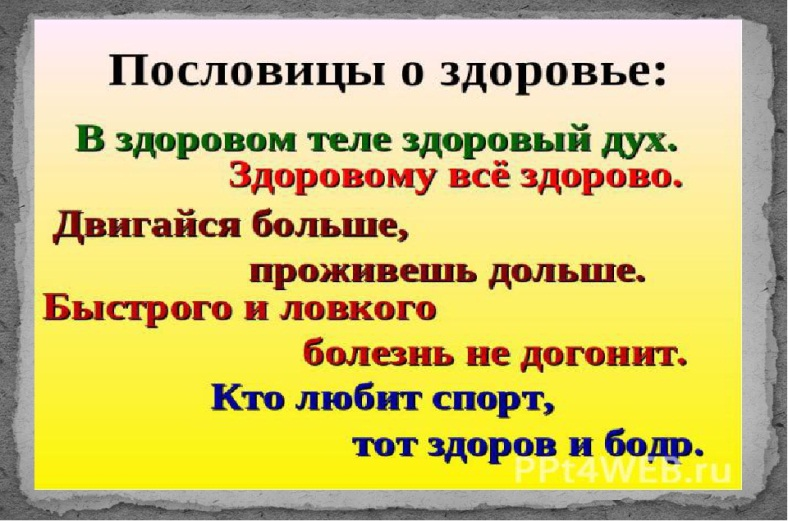 Пословицы о здоровье:
В здоровом теле здоровый дух.
Здоровому всё здорово.
Двигайся больше,
проживешь дольше.
Быстрого и ловкого
болезнь не догонит.
Кто любит спорт,
тот здоров и бодр.
PPt4WEB.ru